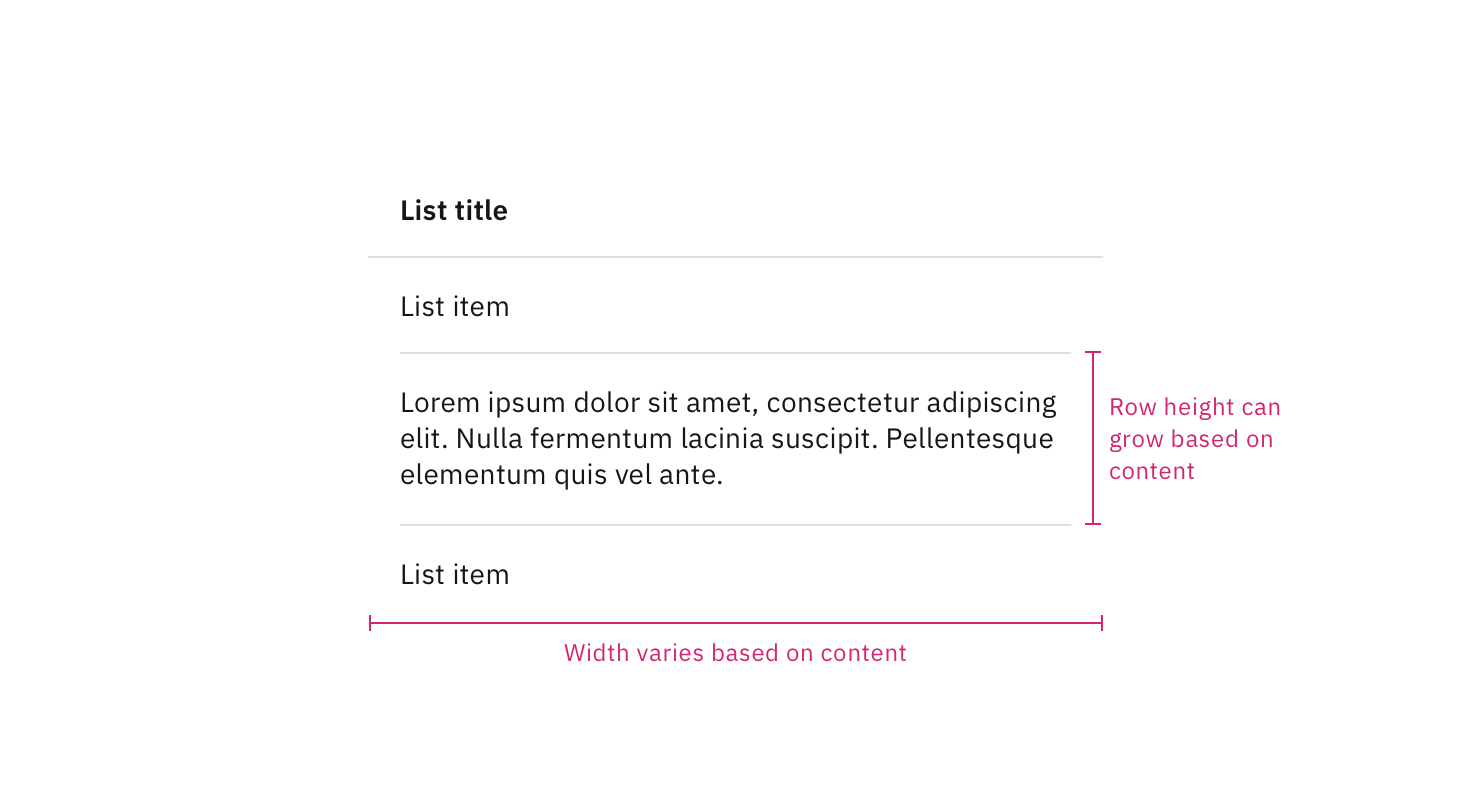 List title
List item
Lorem ipsum dolor sit amet, consectetur adipiscing
elit. Nulla fermentum lacinia suscipit. Pellentesque
elementum quis vel ante.
Row height can
grow based on
content
List item
Width varies based on content